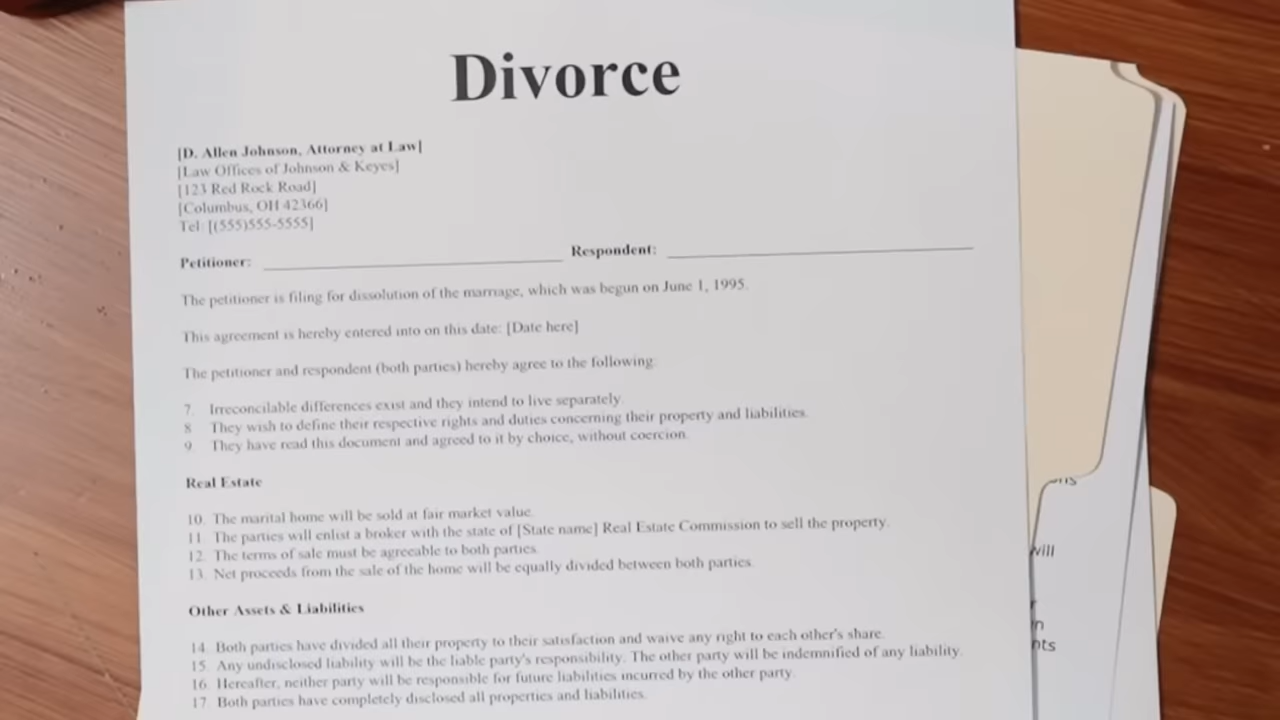 Divorce
[D. Allen Johnson, Attorney at Law]
[Law Offices of Johnson & Keyes]
[123 Red Rock Road]
[Columbus, OH 42366]
Tel: [(555)555-5555]
Petitioner: Respondent:
The petitioner is filing for dissolution of the marriage, which was begun on June 1, 1995.
This agreement is hereby entered into on this date: [Date here]
The petitioner and respondent (both parties) hereby agree to the following:
7. Irreconcilable differences exist and they intend to live separately.
8. They wish to define their respective rights and duties concerning their property and liabilities.
9. They have read this document and agreed to it by choice, without coercion.
Real Estate
10. The marital home will be sold at fair market value.
11. The parties will enlist a broker with the state of [State name] Real Estate Commission to sell the property.
12. The terms of sale must be agreeable to both parties.
13. Net proceeds from the sale of the home will be equally divided between both parties.
Other Assets & Liabilities
14. Both parties have divided all their property to their satisfaction and waive any right to each other's share.
15. Any undisclosed liability will be the liable party's responsibility. The other party will be indemnified of any liability.
16. Hereafter, neither party will be responsible for future liabilities incurred by the other party.
17. Both parties have completely disclosed all properties and liabilities.
will